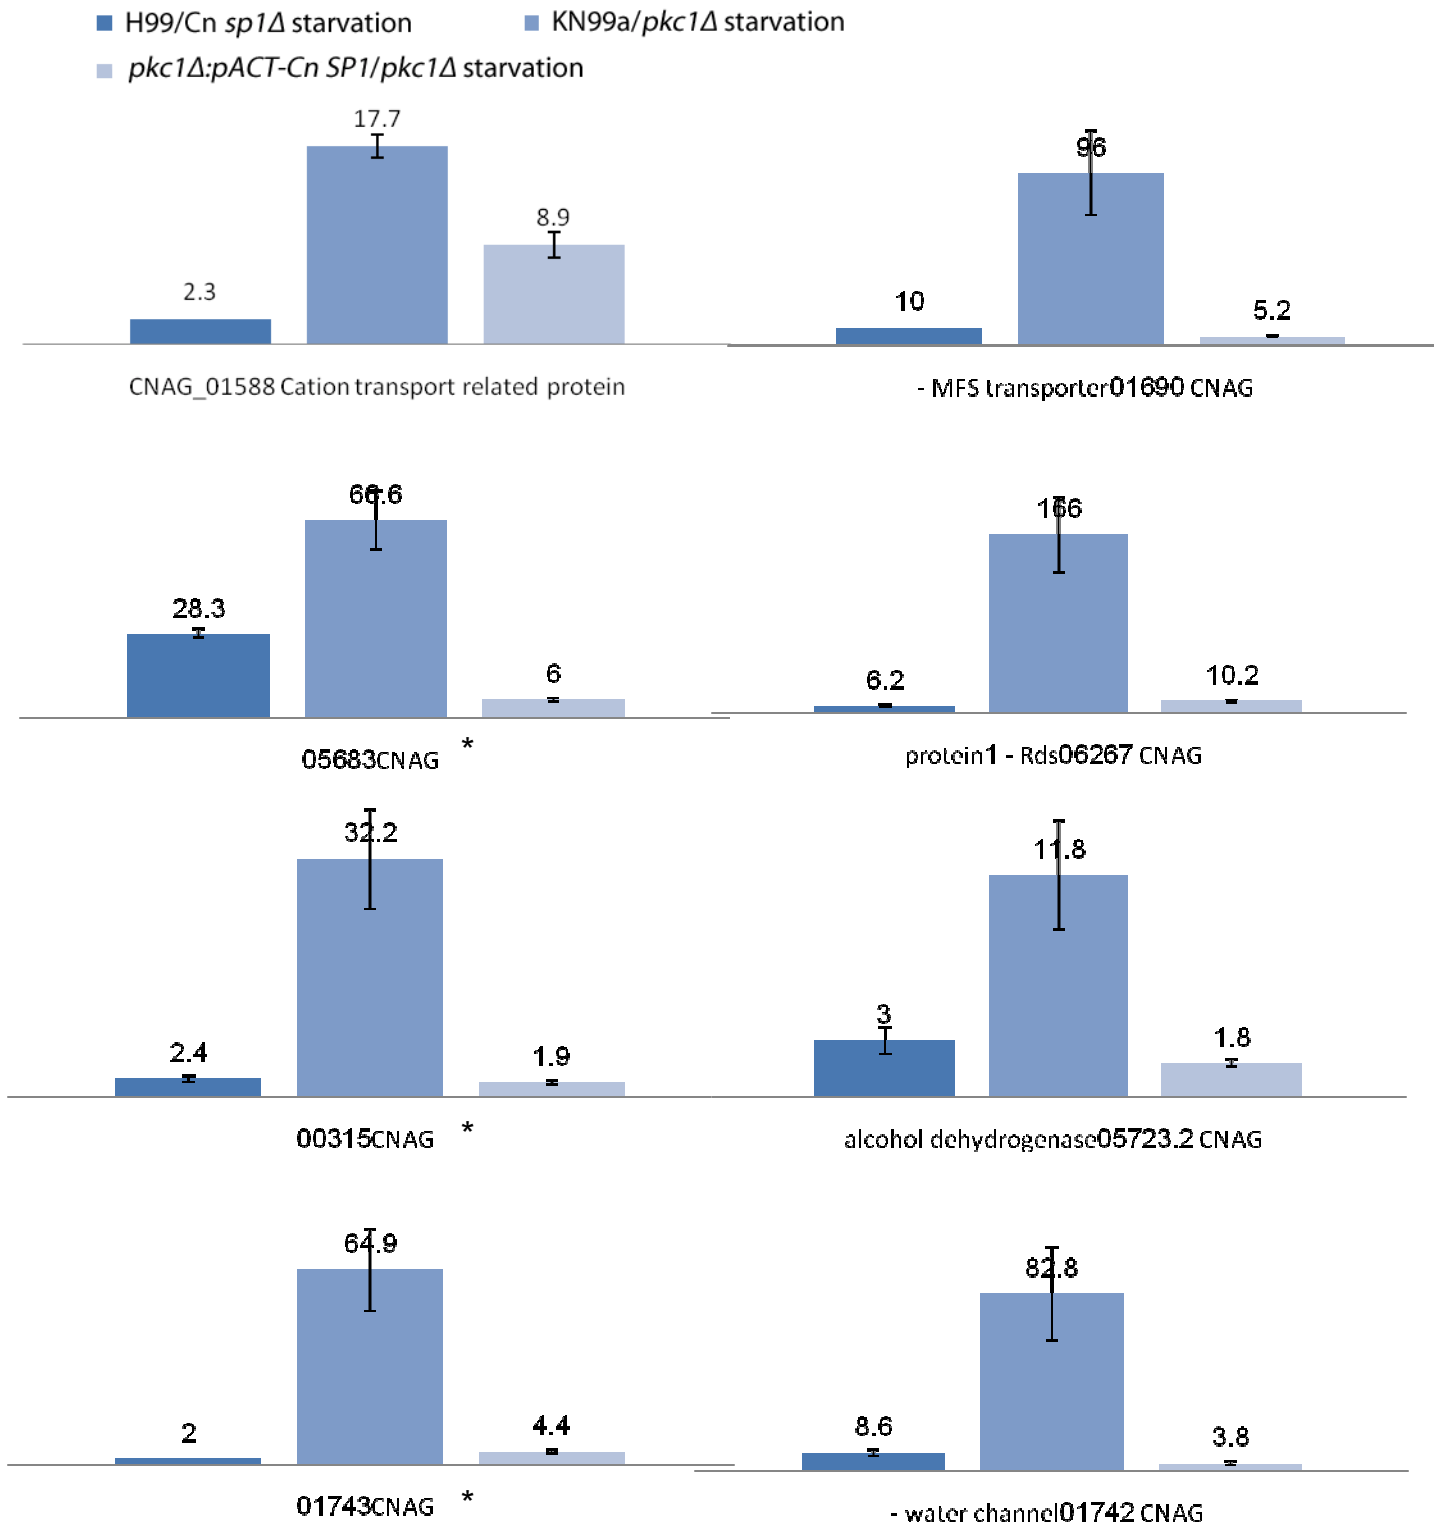 H99/Cn sp1Δ starvation
KN99a/pkc1Δ starvation
pkc1Δ:pACT-Cn SP1/pkc1Δ starvation
17.7
8.9
2.3
CNAG_01588 Cation transport related protein
96
10
5.2
- MFS transporter01690 CNAG
66.6
28.3
6
05683CNAG *
166
6.2
10.2
protein1 - Rds06267 CNAG
32.2
2.4
1.9
00315CNAG *
11.8
3
1.8
alcohol dehydrogenase05723.2 CNAG
64.9
2
4.4
01743CNAG *
82.8
8.6
3.8
- water channel01742 CNAG